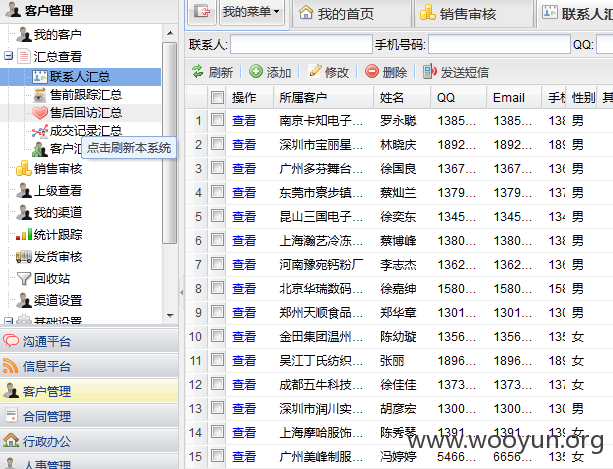 客户管理
我的客户
汇总查看
联系人汇总
售前跟踪汇总
售后回访汇总
成交记录汇总
客户汇
点击刷新本系统
销售审核
上级查看
我的渠道
统计跟踪
发货审核
回收站
渠道设置
基础设置
沟通平台
信息平台
客户管理
合同管理
行政办公
人事管理
我的菜单 我的首页 销售审核 联系人汇
联系人: 手机号码: QQ:
刷新 添加 修改 删除 发送短信
操作 所属客户 姓名 QQ Email 手机 性别 其
1 查看 南京卡知电子... 罗永聪 1385... 1385... 138 男
2 查看 深圳市宝丽星... 林晓庆 1892... 1892... 189 男
3 查看 广州多芬舞台... 徐国良 1367... 1367... 136 男
4 查看 东莞市寮步镇... 蔡灿兰 1379... 1379... 137 男
5 查看 昆山三国电子... 徐奕东 1345... 1345... 134 男
6 查看 上海瀚艺冷冻... 蔡博峰 1380... 1380... 138 男
7 查看 河南豫宛钙粉厂 李志杰 1362... 1362... 136 男
8 查看 北京华瑞数码... 徐嘉绅 1580... 1580... 158 男
9 查看 郑州天顺食品... 郑华章 1301... 1301... 130 男
10 查看 金田集团温州... 陈幼璇 1356... 1356... 135 女
11 查看 吴江丁氏纺织... 张丽 1896... 1896... 189 女
12 查看 成都五牛科技... 徐佳佳 1373... 1373... 137 女
13 查看 深圳市润川实... 胡彦宏 1300... 1300... 130 男
14 查看 上海摩哈服饰... 陈秀琴 1391... 1391... 139 女
15 查看 广州美峰制服... 冯婷婷 5466... 6656... 135 女
www.wooyun.org